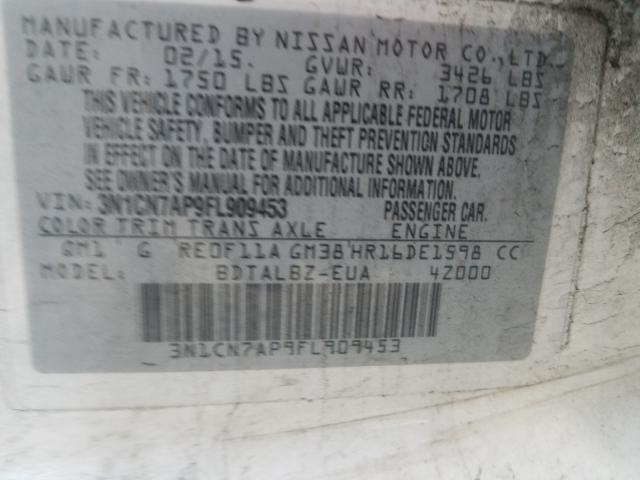 MANUFACTURED BY NISSAN MOTOR CO., LTD.
DATE: 02/15. GVWR: 3426 LBS
GAWR FR: 1750 LBS GAWR RR: 1708 LBS
THIS VEHICLE CONFORMS TO ALL APPLICABLE FEDERAL MOTOR
VEHICLE SAFETY, BUMPER AND THEFT PREVENTION STANDARDS
IN EFFECT ON THE DATE OF MANUFACTURE SHOWN ABOVE.
SEE OWNER'S MANUAL FOR ADDITIONAL INFORMATION
VIN: 3N1CN7AP9FL909453 PASSENGER CAR.
COLOR TRIM TRANS AXLE ENGINE
QM1 G RE0F11A GM38 HR16DE1598 CC
MODEL: BDTALBZ-EUA 4Z000
3N1CN7AP9FL909453